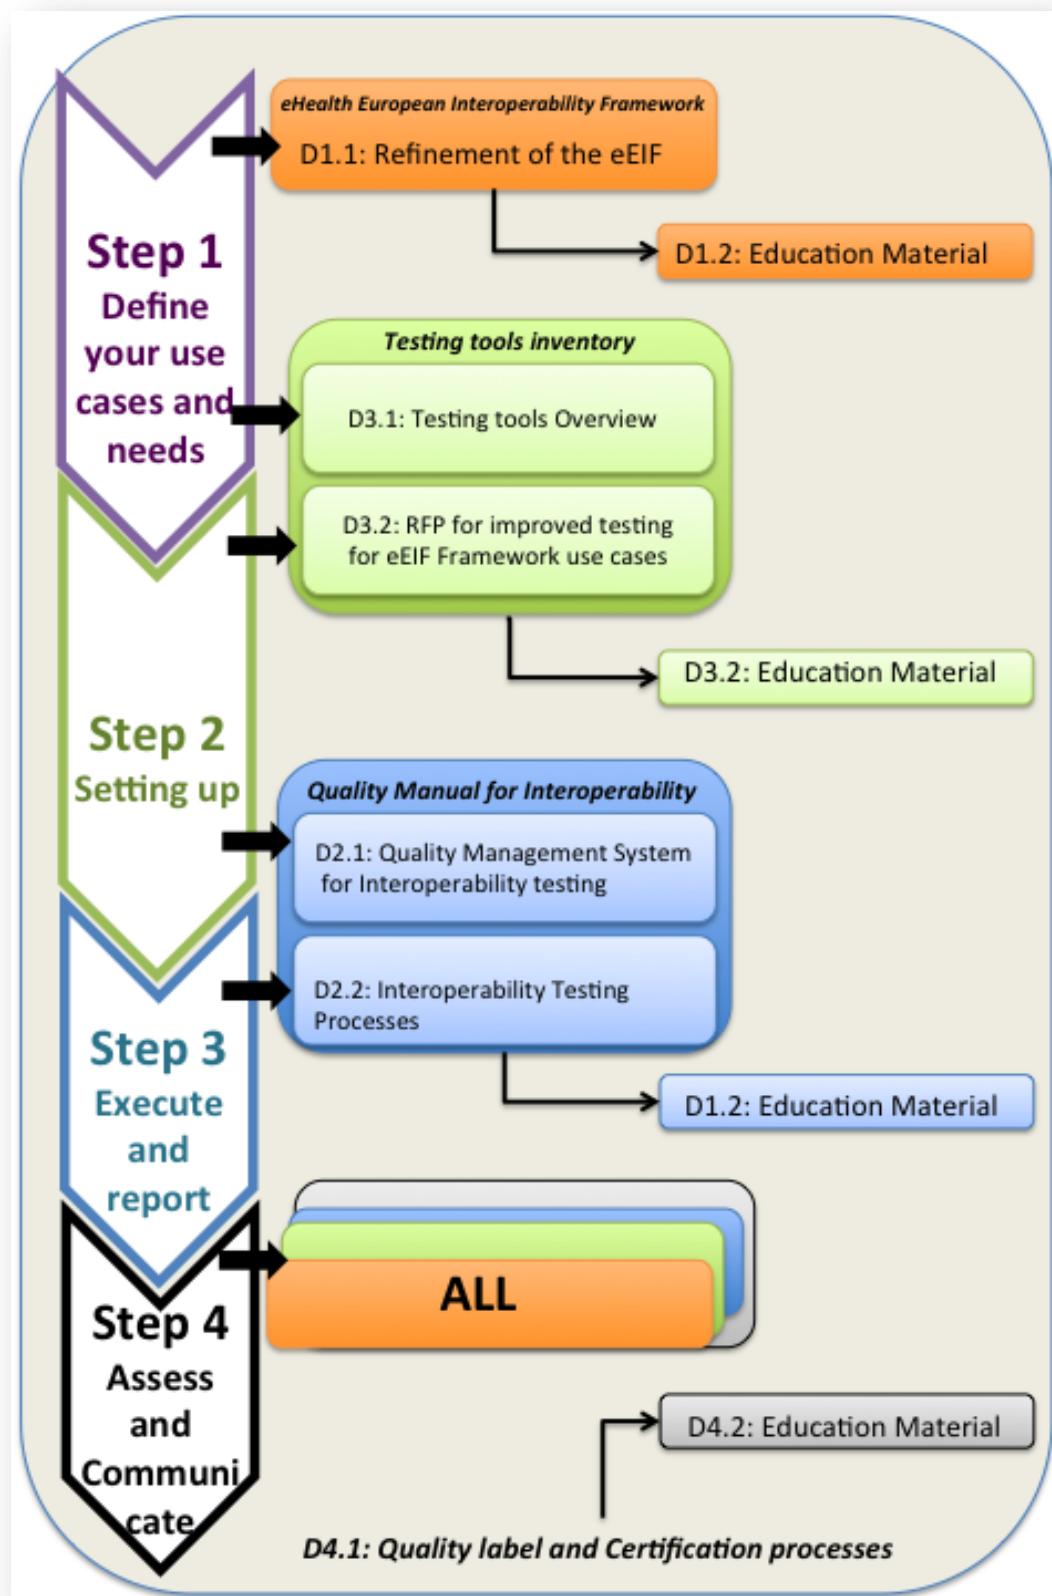 eHealth European Interoperability Framework
D1.1: Refinement of the eEIF
D1.2: Education Material
Step 1
Define
your use
cases and
needs
Testing tools inventory
D3.1: Testing tools Overview
D3.2: RFP for improved testing
for eEIF Framework use cases
D3.2: Education Material
Step 2
Setting up
Quality Manual for Interoperability
D2.1: Quality Management System
for Interoperability testing
D2.2: Interoperability Testing
Processes
D1.2: Education Material
Step 3
Execute
and
report
ALL
Step 4
Assess
and
Communi
cate
D4.2: Education Material
D4.1: Quality label and Certification processes